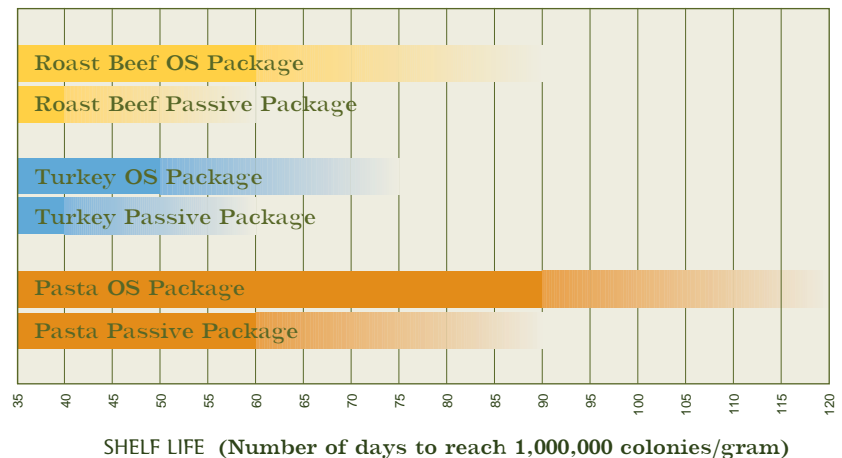 Roast Beef OS Package
Roast Beef Passive Package
Turkey OS Package
Turkey Passive Package
Pasta OS Package
Pasta Passive Package
35 40 45 50 55 60 65 70 75 80 85 90 95 100 105 110 115 120
SHELF LIFE (Number of days to reach 1,000,000 colonies/gram)